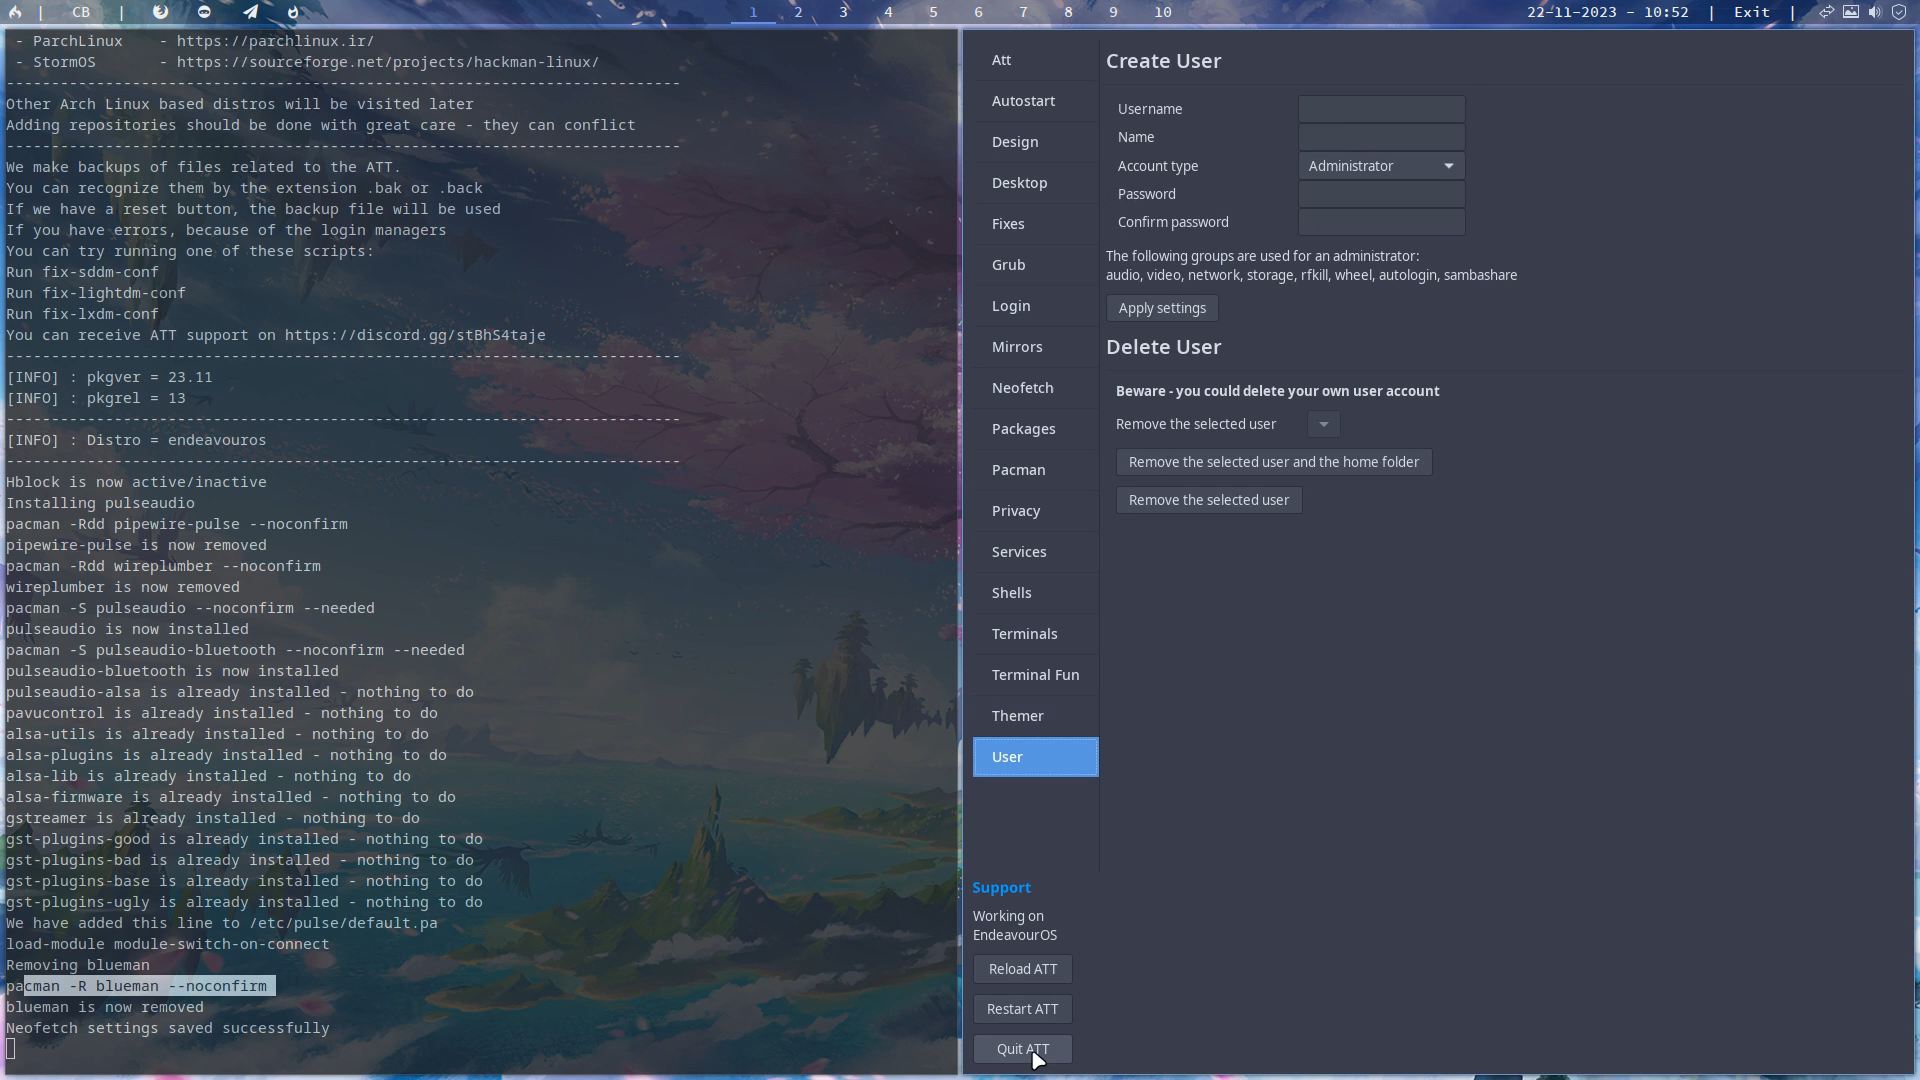 | CB | 1 2 3 4 5 6 7 8 9 10 22-11-2023 - 10:52 | Exit |
- ParchLinux - https://parchlinux.ir/
- StormOS - https://sourceforge.net/projects/hackman-linux/
---------------------------------------------------------------------------
Other Arch Linux based distros will be visited later
Adding repositories should be done with great care - they can conflict
---------------------------------------------------------------------------
We make backups of files related to the ATT.
You can recognize them by the extension .bak or .back
If we have a reset button, the backup file will be used
If you have errors, because of the login managers
You can try running one of these scripts:
Run fix-sddm-conf
Run fix-lightdm-conf
Run fix-lxdm-conf
You can receive ATT support on https://discord.gg/stBhS4taje
---------------------------------------------------------------------------
[INFO] : pkgver = 23.11
[INFO] : pkgrel = 13
---------------------------------------------------------------------------
[INFO] : Distro = endeavouros
---------------------------------------------------------------------------
Hblock is now active/inactive
Installing pulseaudio
pacman -Rdd pipewire-pulse --noconfirm
pipewire-pulse is now removed
pacman -Rdd wireplumber --noconfirm
wireplumber is now removed
pacman -S pulseaudio --noconfirm --needed
pulseaudio is now installed
pacman -S pulseaudio-bluetooth --noconfirm --needed
pulseaudio-bluetooth is now installed
pulseaudio-alsa is already installed - nothing to do
pavucontrol is already installed - nothing to do
alsa-utils is already installed - nothing to do
alsa-plugins is already installed - nothing to do
alsa-lib is already installed - nothing to do
alsa-firmware is already installed - nothing to do
gstreamer is already installed - nothing to do
gst-plugins-good is already installed - nothing to do
gst-plugins-bad is already installed - nothing to do
gst-plugins-base is already installed - nothing to do
gst-plugins-ugly is already installed - nothing to do
We have added this line to /etc/pulse/default.pa
load-module module-switch-on-connect
Removing blueman
pacman -R blueman --noconfirm
blueman is now removed
Neofetch settings saved successfully
Att
Autostart
Design
Desktop
Fixes
Grub
Login
Mirrors
Neofetch
Packages
Pacman
Privacy
Services
Shells
Terminals
Terminal Fun
Themer
User
Support
Working on
EndeavourOS
Reload ATT
Restart ATT
Quit ATT
Create User
Username
Name
Account type Administrator
Password
Confirm password
The following groups are used for an administrator:
audio, video, network, storage, rfkill, wheel, autologin, sambashare
Apply settings
Delete User
Beware - you could delete your own user account
Remove the selected user
Remove the selected user and the home folder
Remove the selected user